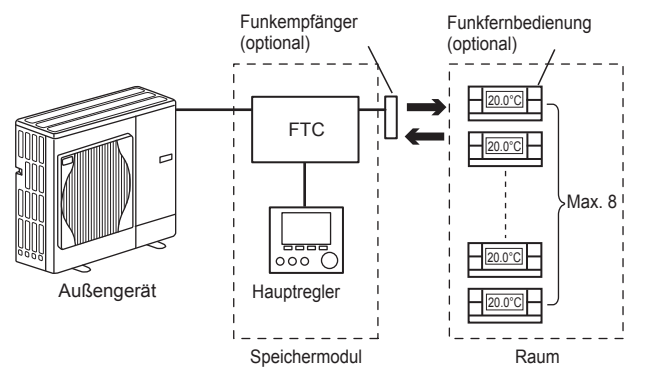 Funkempfänger
(optional)
Funkfernbedienung
(optional)
FTC
20.0°C
20.0°C
Max. 8
20.0°C
20.0°C
Außengerät
Hauptregler
Speichermodul
Raum